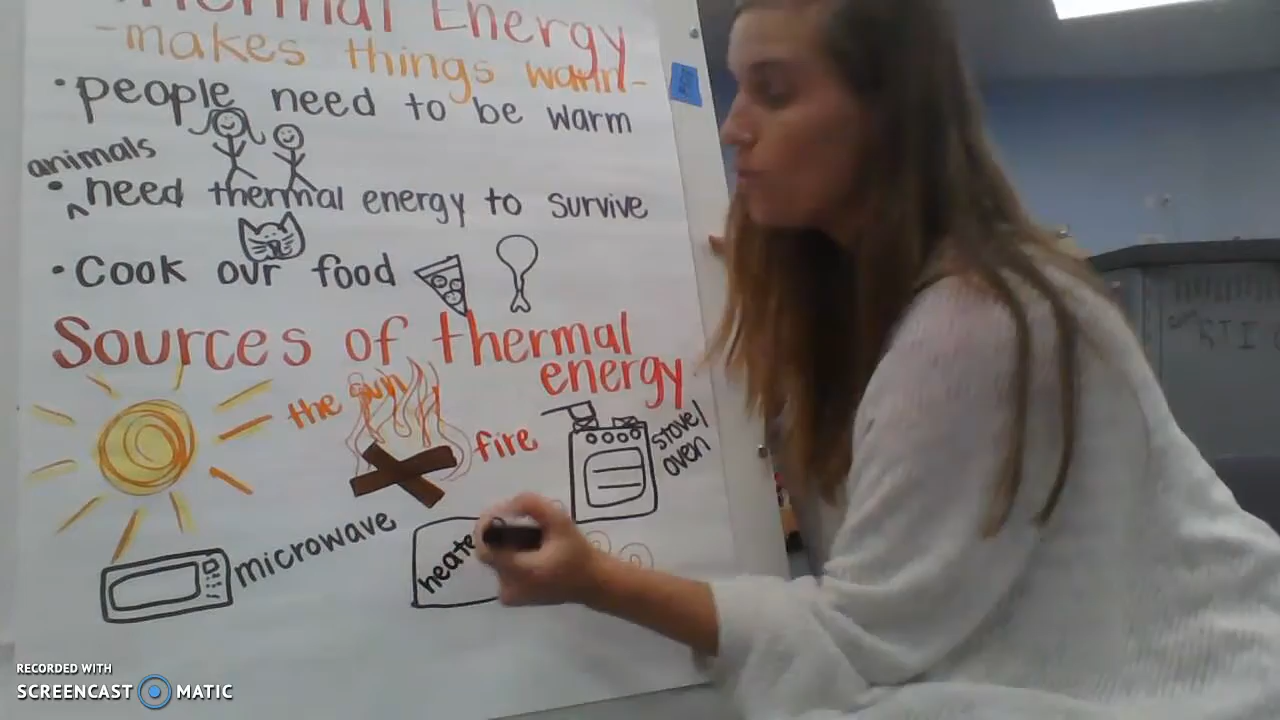 Thermal Energy
-makes things warm-
• people need to be warm
animals
• need thermal energy to survive
• Cook our food
Sources of thermal
energy
the sun
fire
stove/
oven
microwave
heate
RTI
RECORDED WITH
SCREENCAST MATIC